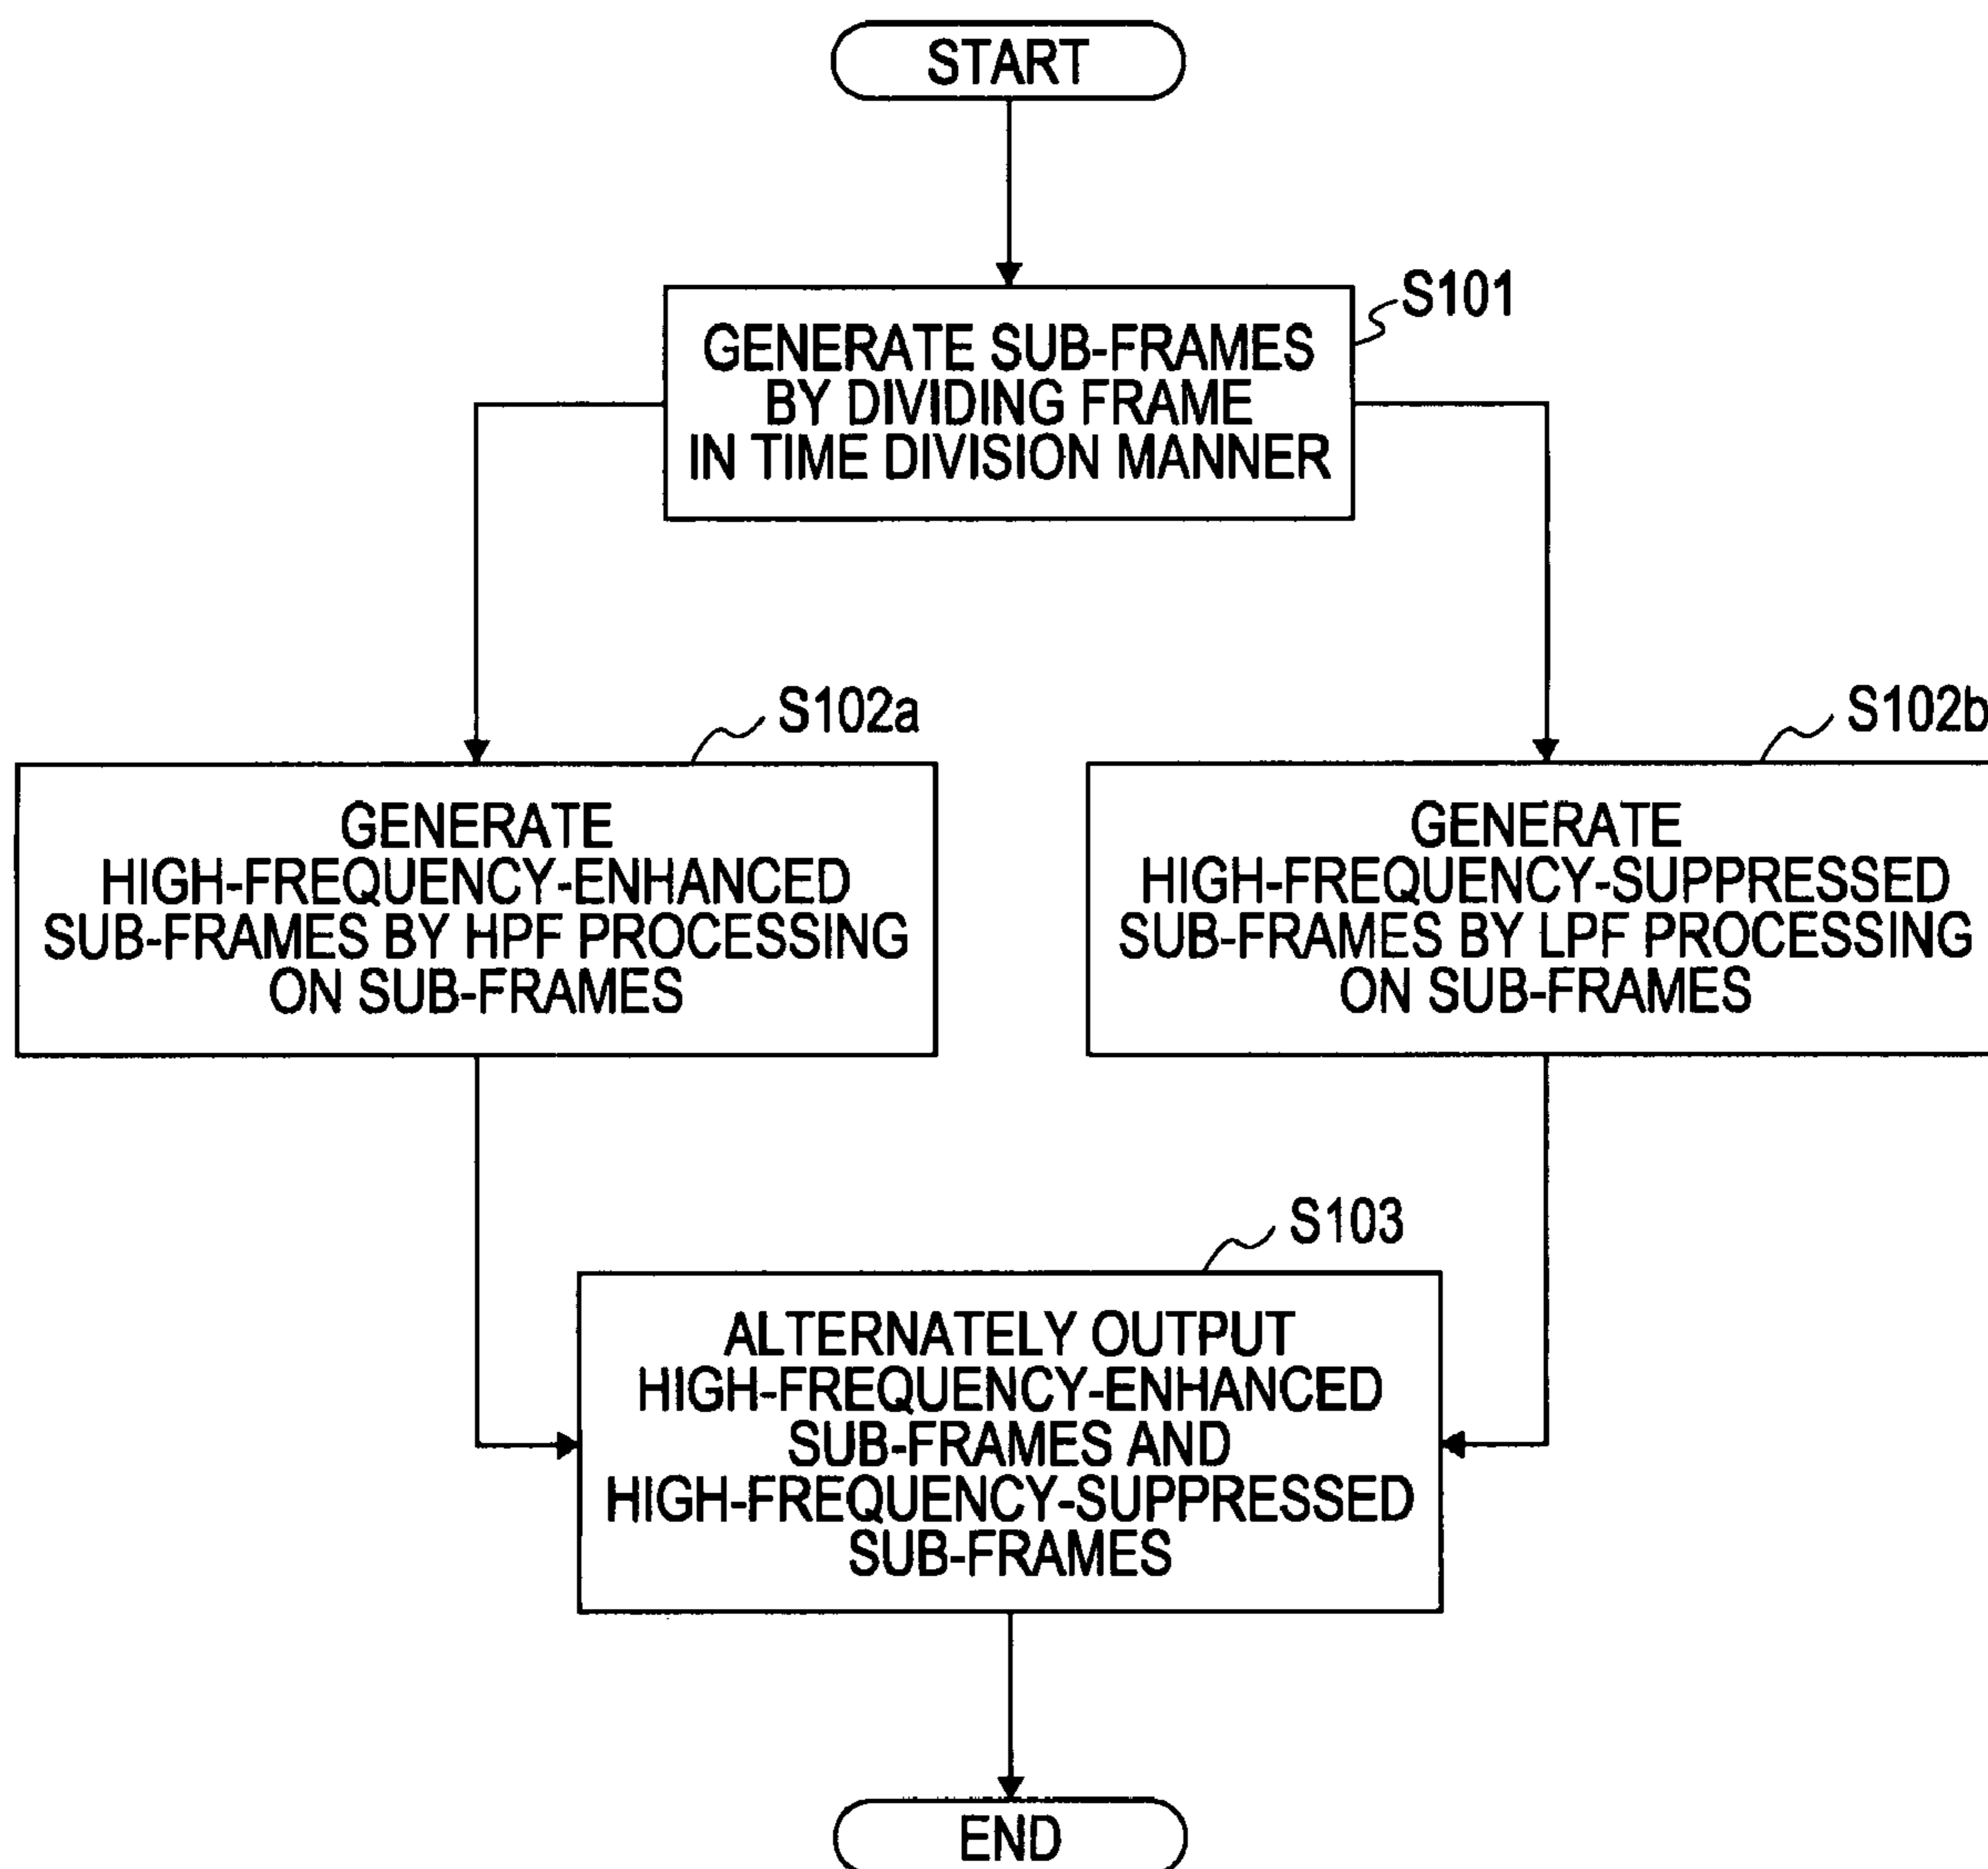 START
S101
GENERATE SUB-FRAMES
BY DIVIDING FRAME
IN TIME DIVISION MANNER
S102a
GENERATE
HIGH-FREQUENCY-ENHANCED
SUB-FRAMES BY HPF PROCESSING
ON SUB-FRAMES
S102b
GENERATE
HIGH-FREQUENCY-SUPPRESSED
SUB-FRAMES BY LPF PROCESSING
ON SUB-FRAMES
S103
ALTERNATELY OUTPUT
HIGH-FREQUENCY-ENHANCED
SUB-FRAMES AND
HIGH-FREQUENCY-SUPPRESSED
SUB-FRAMES
END